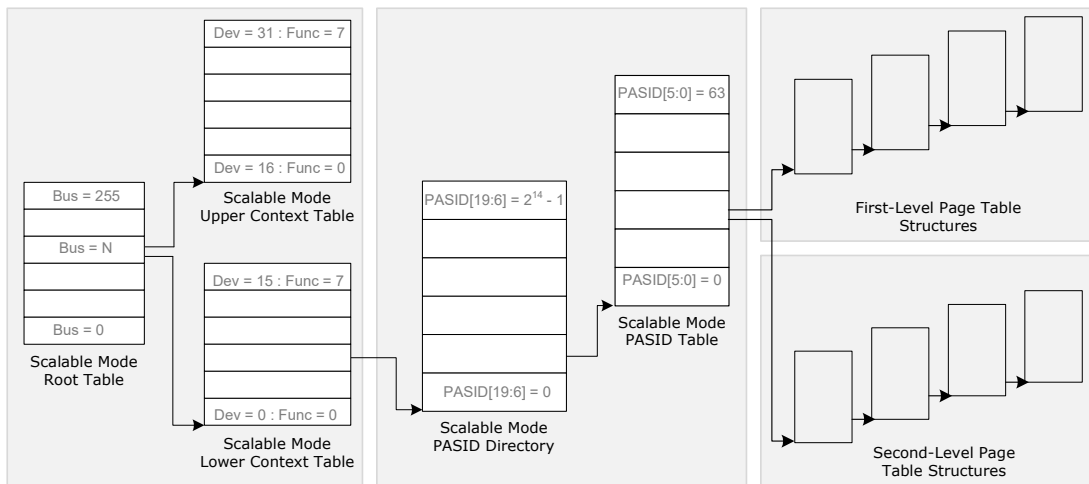 Dev = 31 : Func = 7
Dev = 16 : Func = 0
Scalable Mode
Upper Context Table
Bus = 255
Bus = N
Bus = 0
Scalable Mode
Root Table
Dev = 15 : Func = 7
Dev = 0 : Func = 0
Scalable Mode
Lower Context Table
PASID[19:6] = 2¹⁴ - 1
PASID[19:6] = 0
Scalable Mode
PASID Directory
PASID[5:0] = 63
PASID[5:0] = 0
Scalable Mode
PASID Table
First-Level Page Table
Structures
Second-Level Page
Table Structures